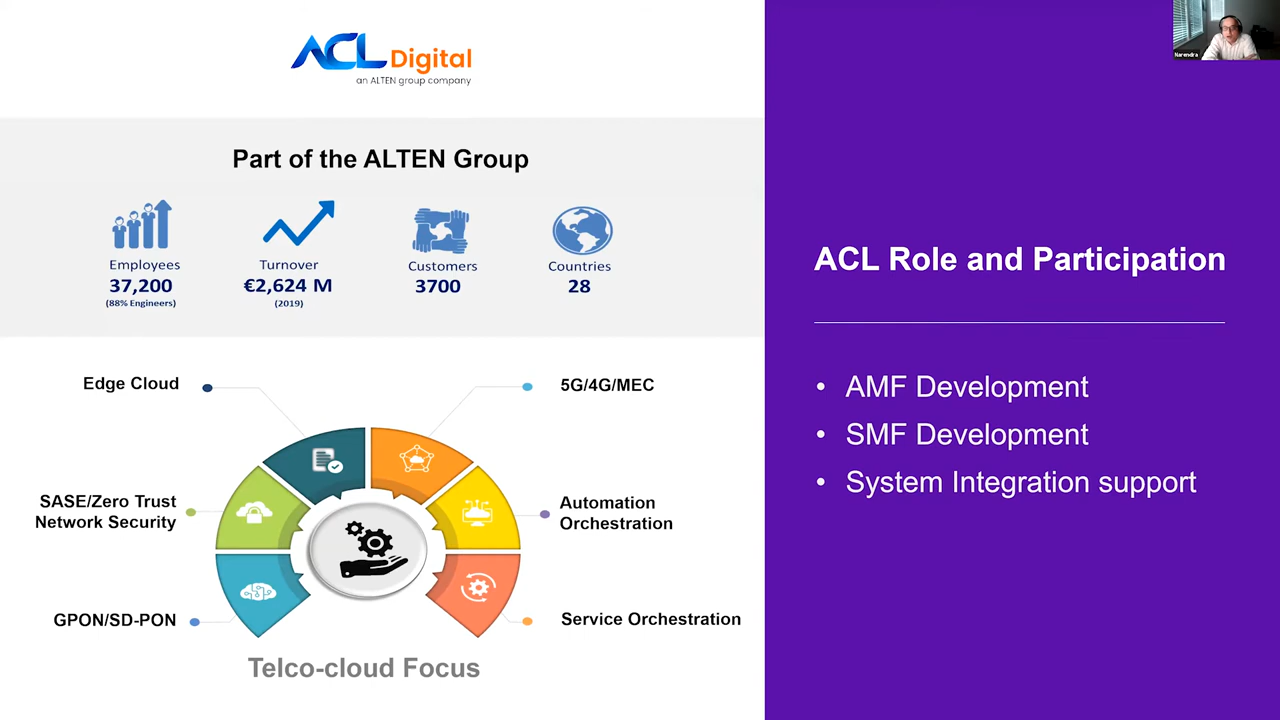 ACL Digital
an ALTEN group company
Part of the ALTEN Group
Employees
37,200
(88% Engineers)
Turnover
€2,624 M
(2019)
Customers
3700
Countries
28
Edge Cloud
5G/4G/MEC
SASE/Zero Trust
Network Security
Automation
Orchestration
GPON/SD-PON
Service Orchestration
Telco-cloud Focus
Narendra
ACL Role and Participation
• AMF Development
• SMF Development
• System Integration support